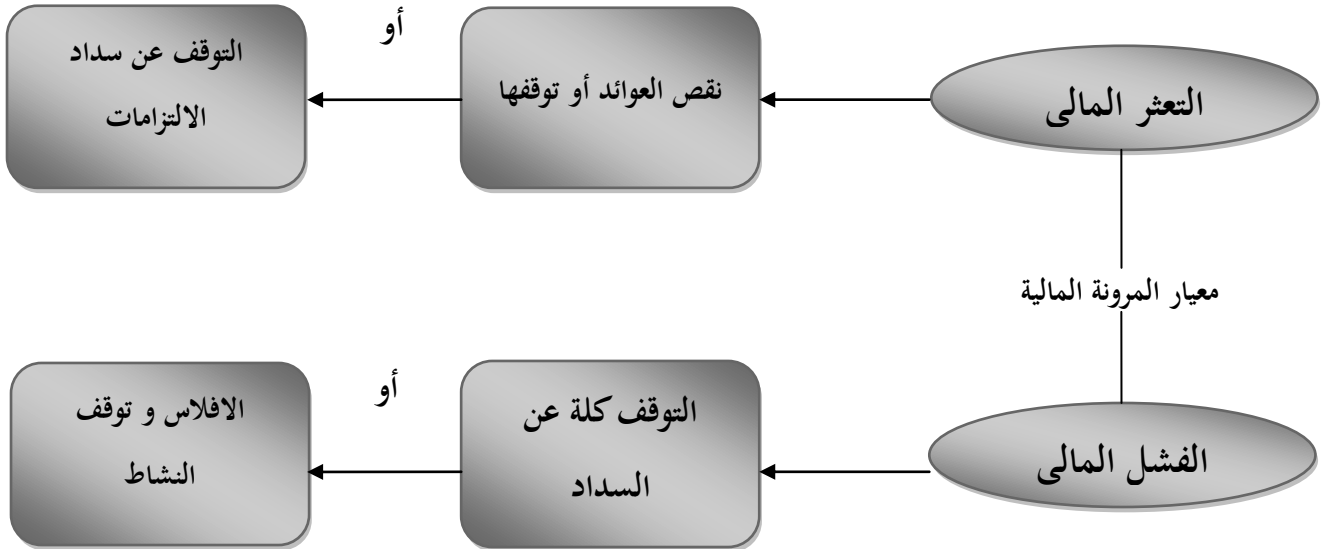 التعثر المالى
نقص العوائد أو توقفها
أو
التوقف عن سداد
الالتزامات
معيار المرونة المالية
الفشل المالى
التوقف كلة عن
السداد
أو
الافلاس و توقف
النشاط